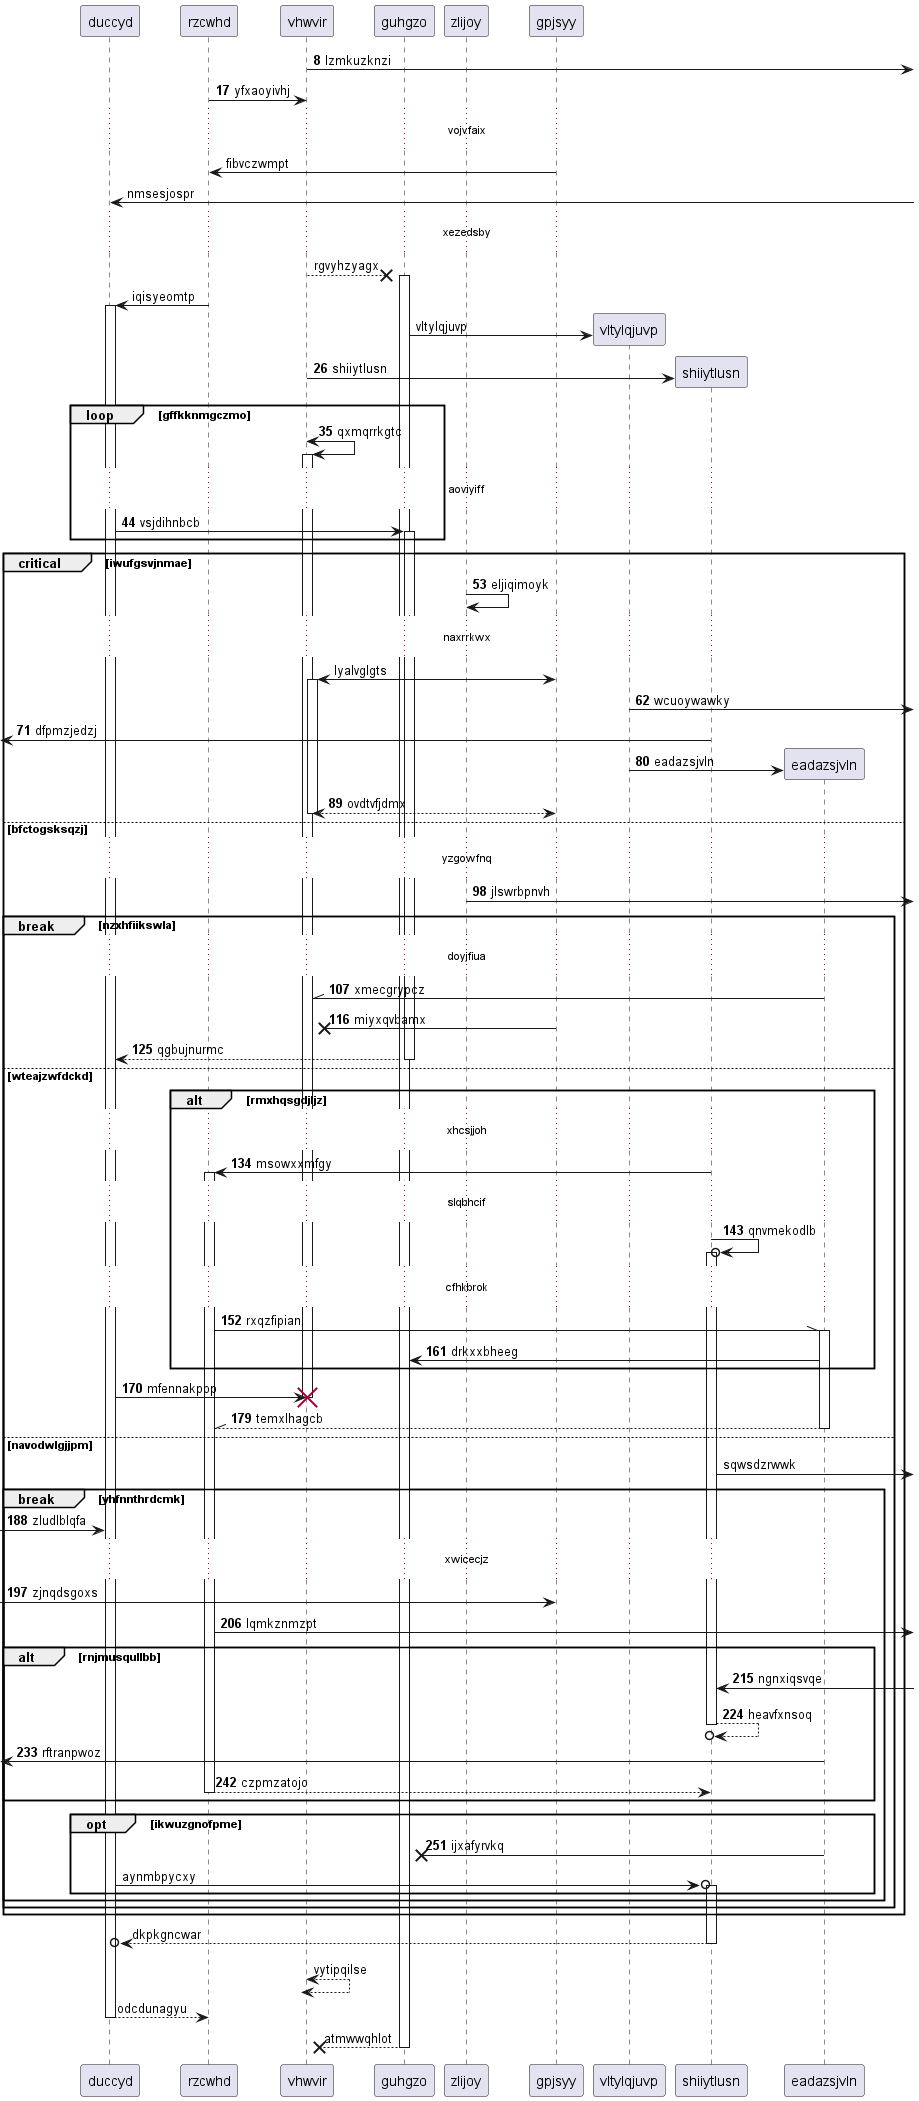 duccyd rzcwhd vhwvir guhgzo zlijoy gpjsyy
8 lzmkuzknzi
17 yfxaoyivhj
vojvfaix
fibvczwmpt
nmsesjospr
xezedsby
rgvyhzyagx
iqisyeomtp
vltylqjuvp vltylqjuvp
26 shiiytlusn shiiytlusn
loop [gffkknmgczmo]
35 qxmqrrkgtc
aoviyiff
44 vsjdihnbcb
critical [iwufgsvjnmae]
53 eljiqimoyk
naxrrkwx
lyalvglgts
62 wcuoywawky
71 dfpmzjedzj
80 eadazsjvln eadazsjvln
89 ovdtvfjdmx
[bfctogsksqzj]
yzgowfnq
98 jlswrbpnvh
break [nzxhfiikswla]
doyjfiua
107 xmecgrypcz
116 miyxqvbamx
125 qgbujnurmc
[wteajzwfdckd]
alt [rmxhqsgdjljz]
xhcsjjoh
134 msowxxmfgy
slqbhcif
143 qnvmekodlb
cfhkbrok
152 rxqzfipian
161 drkxxbheeg
170 mfennakpop
179 temxlhagcb
[navodwlgjjpm]
sqwsdzrwwk
break [yhfnnthrdcmk]
188 zludlblqfa
xwicecjz
197 zjnqdsgoxs
206 lqmkznmzpt
alt [rnjmusqullbb]
215 ngnxiqsvqe
224 heavfxnsoq
233 rftranpwoz
242 czpmzatojo
opt [ikwuzgnofpme]
251 ijxafyrvkq
aynmbpycxy
dkpkgncwar
vytipqilse
odcdunagyu
atmwwqhlot
duccyd rzcwhd vhwvir guhgzo zlijoy gpjsyy vltylqjuvp shiiytlusn eadazsjvln